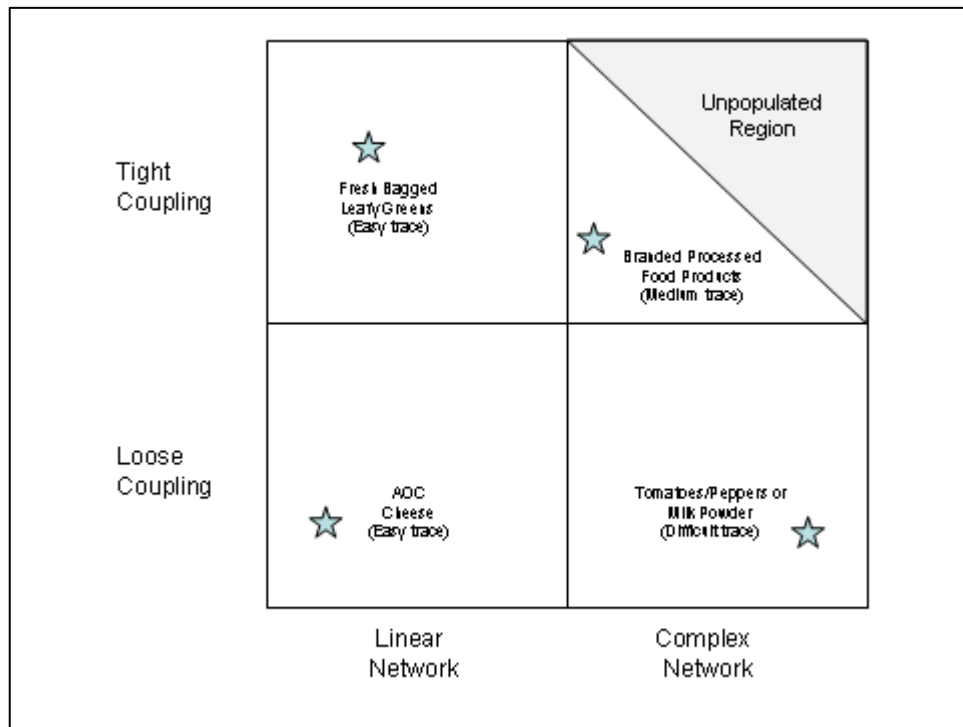 Unpopulated
Region
Tight
Coupling
Fresh Bagged
Leafy Greens
(Easy trace)
Branded Processed
Food Products
(Medium trace)
Loose
Coupling
AOC
Cheese
(Easy trace)
Tomatoes/Peppers or
Milk Powder
(Difficult trace)
Linear
Network
Complex
Network